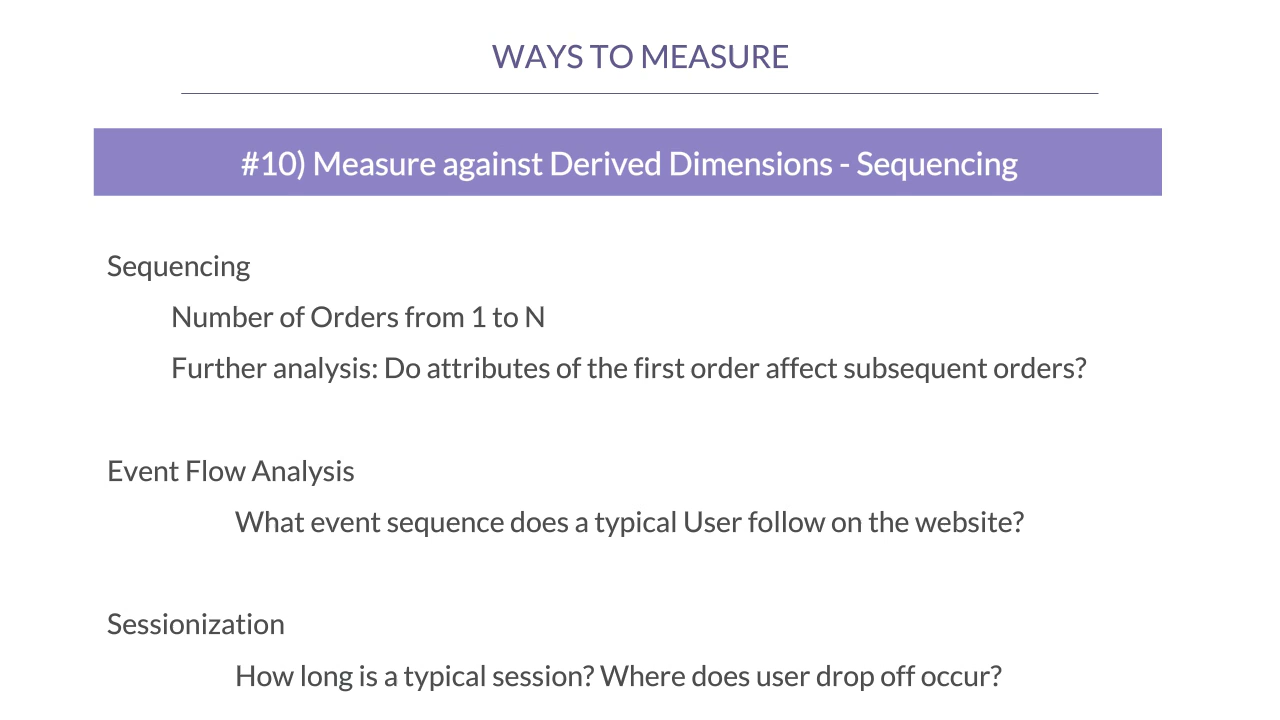 WAYS TO MEASURE
#10) Measure against Derived Dimensions - Sequencing
Sequencing
Number of Orders from 1 to N
Further analysis: Do attributes of the first order affect subsequent orders?
Event Flow Analysis
What event sequence does a typical User follow on the website?
Sessionization
How long is a typical session? Where does user drop off occur?